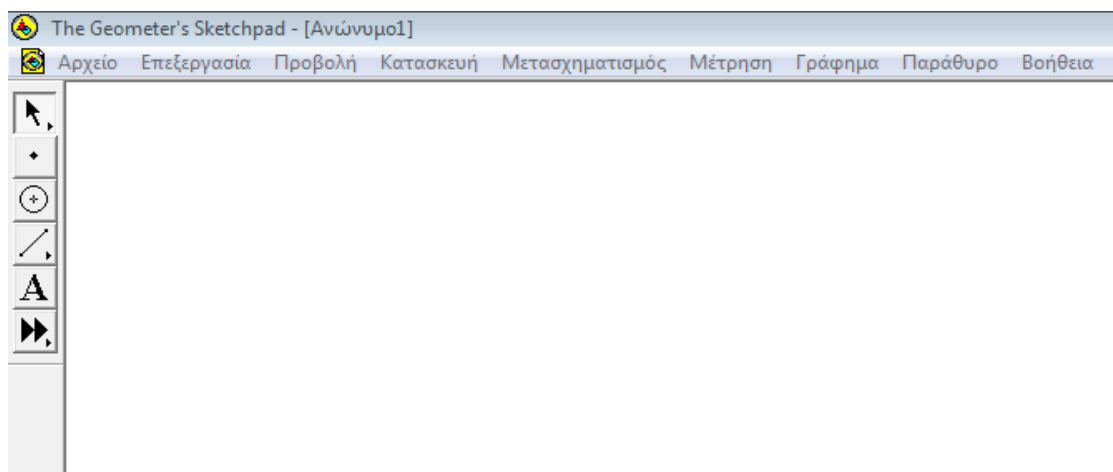 The Geometer's Sketchpad - [Ανώνυμο1]
Αρχείο Επεξεργασία Προβολή Κατασκευή Μετασχηματισμός Μέτρηση Γράφημα Παράθυρο Βοήθεια
A